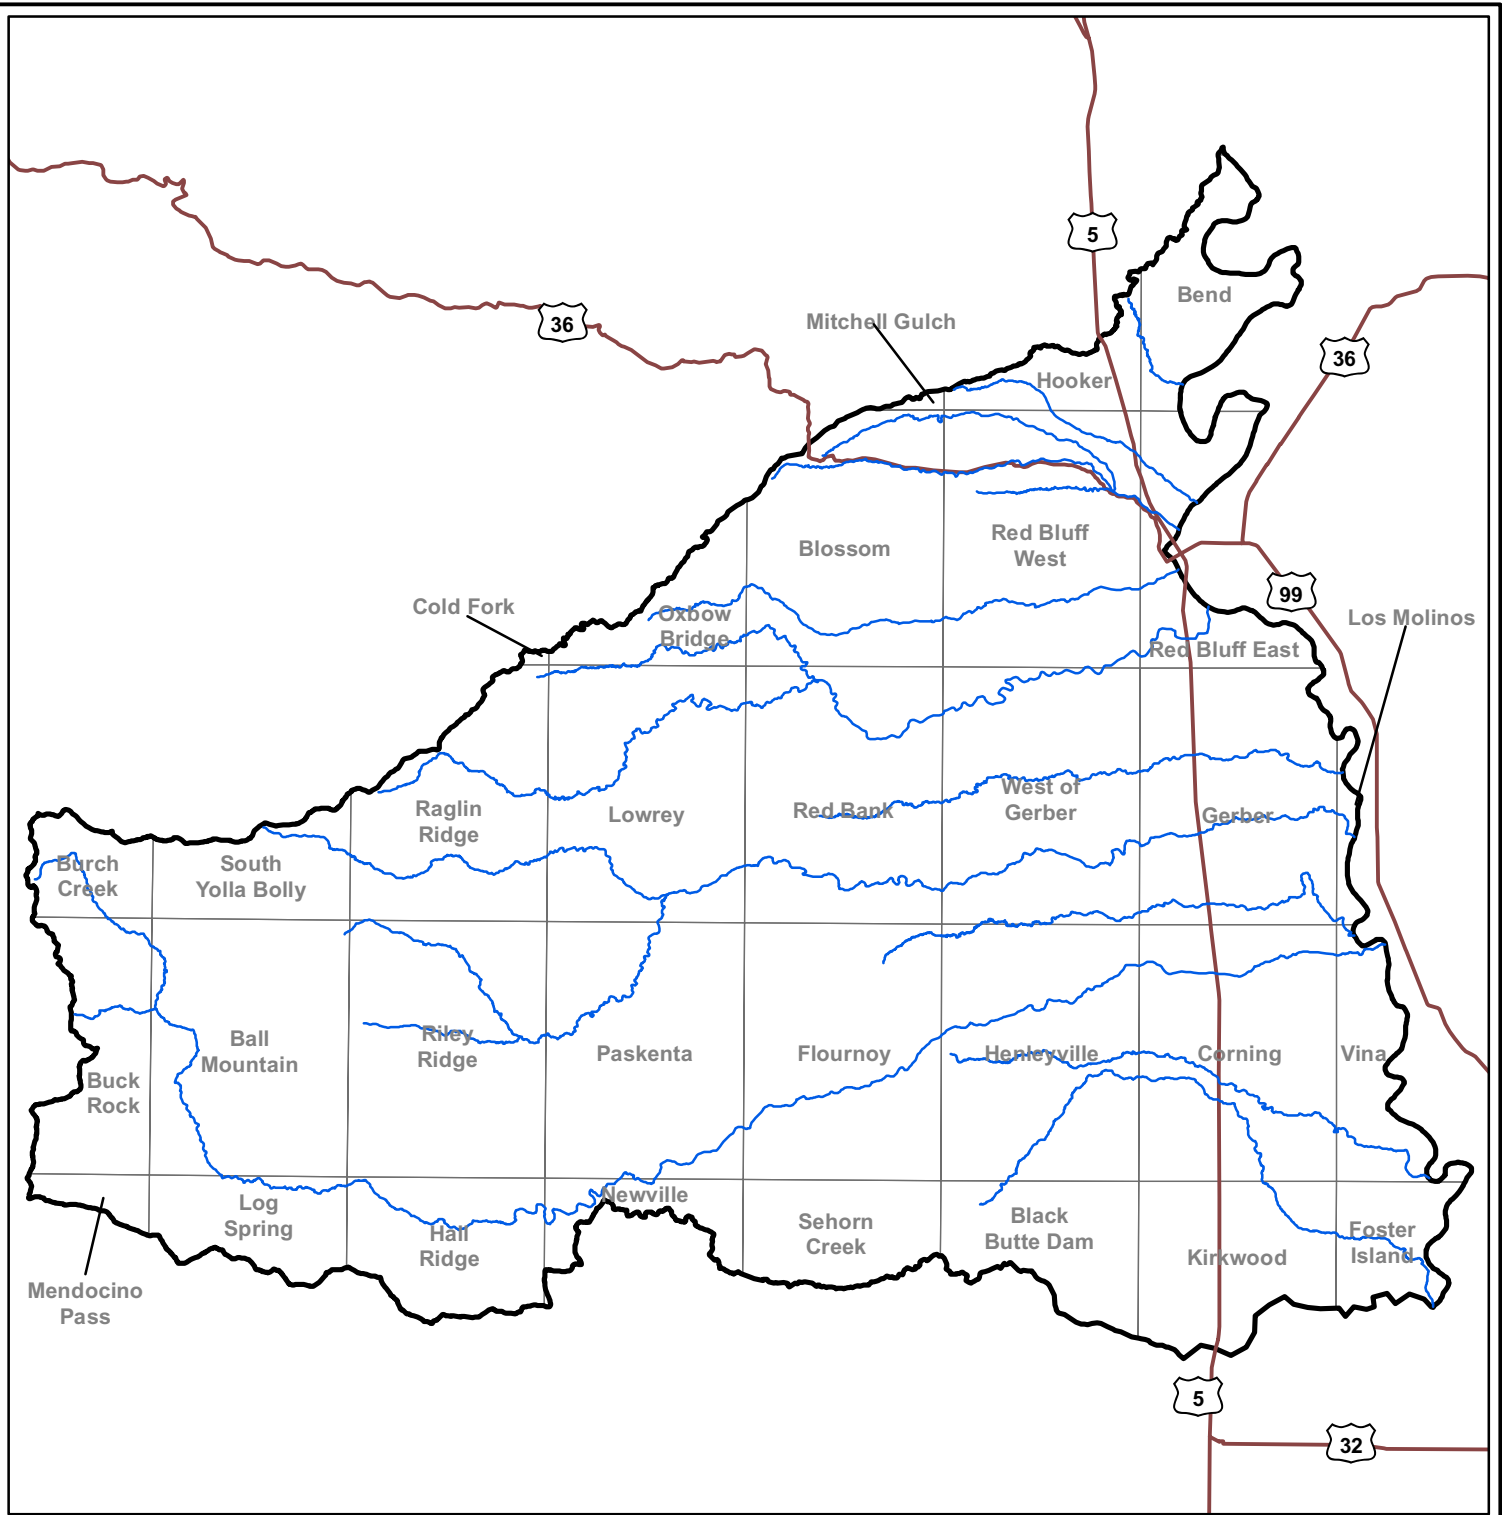 5
Bend
Mitchell Gulch
36
36
Hooker
Blossom
Red Bluff
West
99
Cold Fork
Oxbow
Bridge
Los Molinos
Red Bluff East
Raglin
Ridge
Lowrey
Red Bank
West of
Gerber
Gerber
Burch
Creek
South
Yolla Bolly
Ball
Mountain
Riley
Ridge
Paskenta
Flournoy
Henleyville
Corning
Vina
Buck
Rock
Log
Spring
Hall
Ridge
Newville
Sehorn
Creek
Black
Butte Dam
Kirkwood
Foster
Island
Mendocino
Pass
5
32